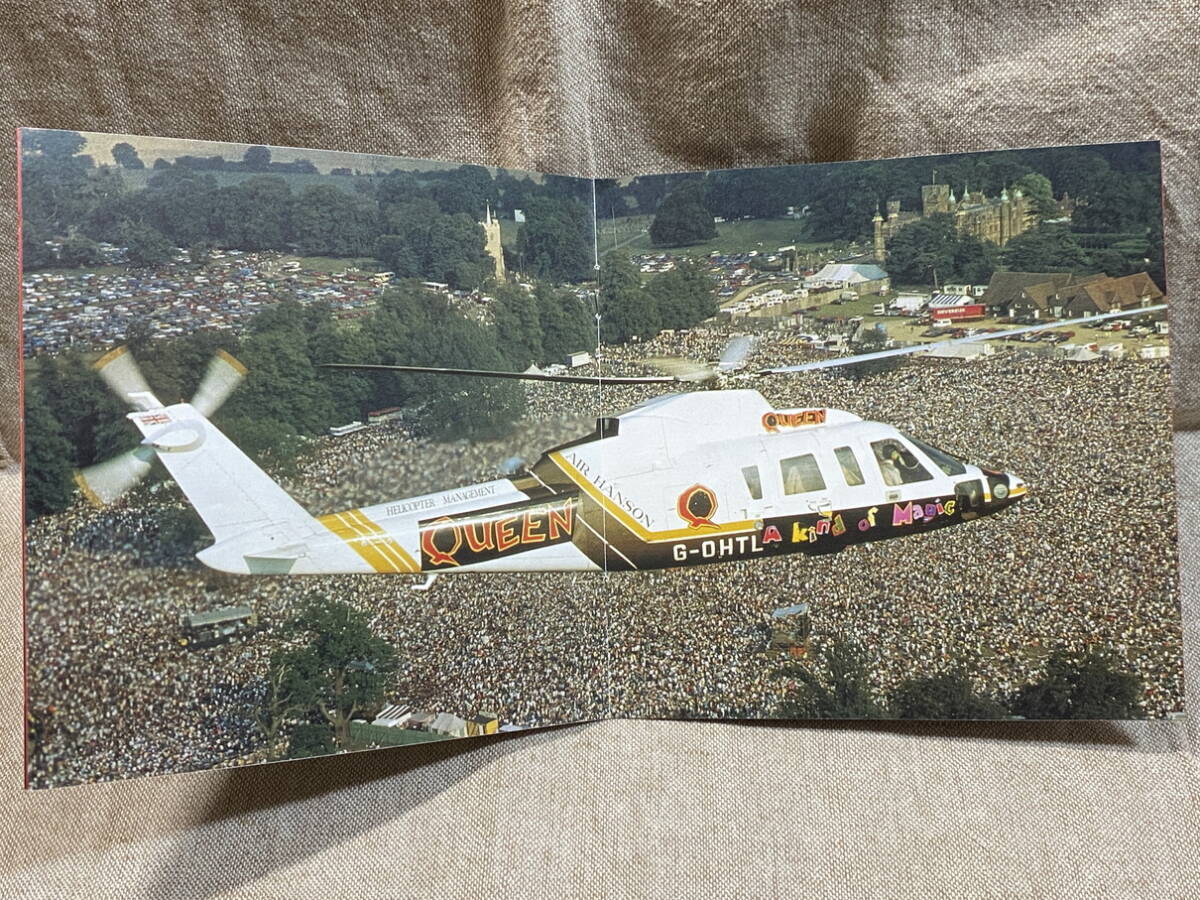 QUEEN
AIR HANSON
HELICOPTER MANAGEMENT
QUEEN
Q
G-OHTL
A kind of Magic